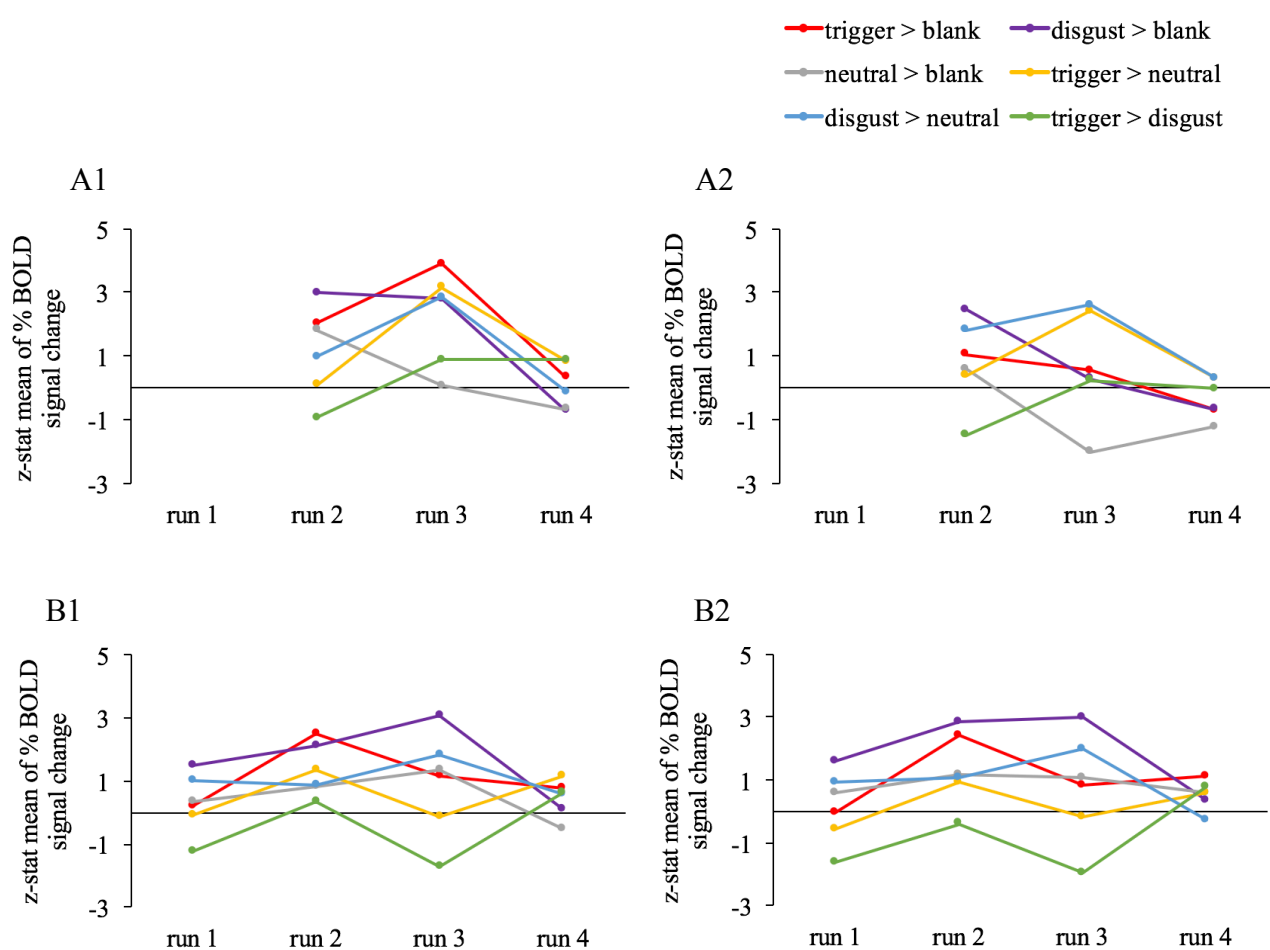 trigger > blank
disgust > blank
neutral > blank
trigger > neutral
disgust > neutral
trigger > disgust
A1
z-stat mean of % BOLD
signal change
5
3
1
-1
-3
run 1
run 2
run 3
run 4
A2
z-stat mean of % BOLD
signal change
5
3
1
-1
-3
run 1
run 2
run 3
run 4
B1
z-stat mean of % BOLD
signal change
5
3
1
-1
-3
run 1
run 2
run 3
run 4
B2
z-stat mean of % BOLD
signal change
5
3
1
-1
-3
run 1
run 2
run 3
run 4